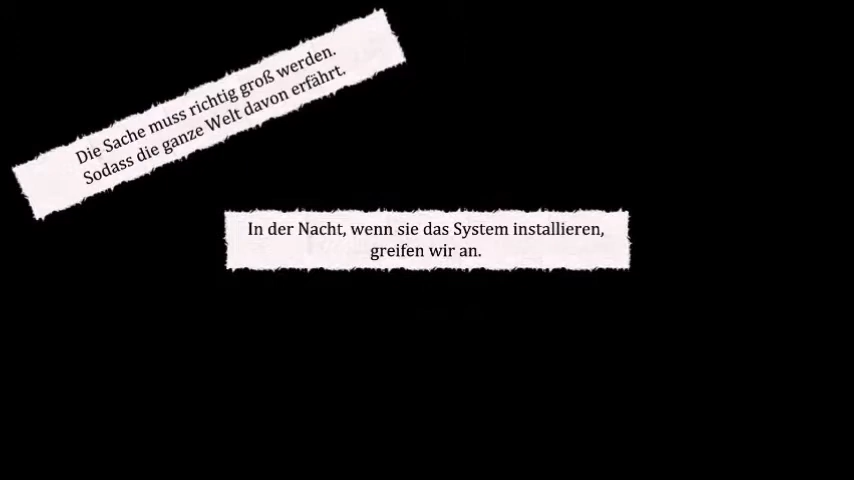 Die Sache muss richtig groß werden.
Sodass die ganze Welt davon erfährt.
In der Nacht, wenn sie das System installieren,
greifen wir an.